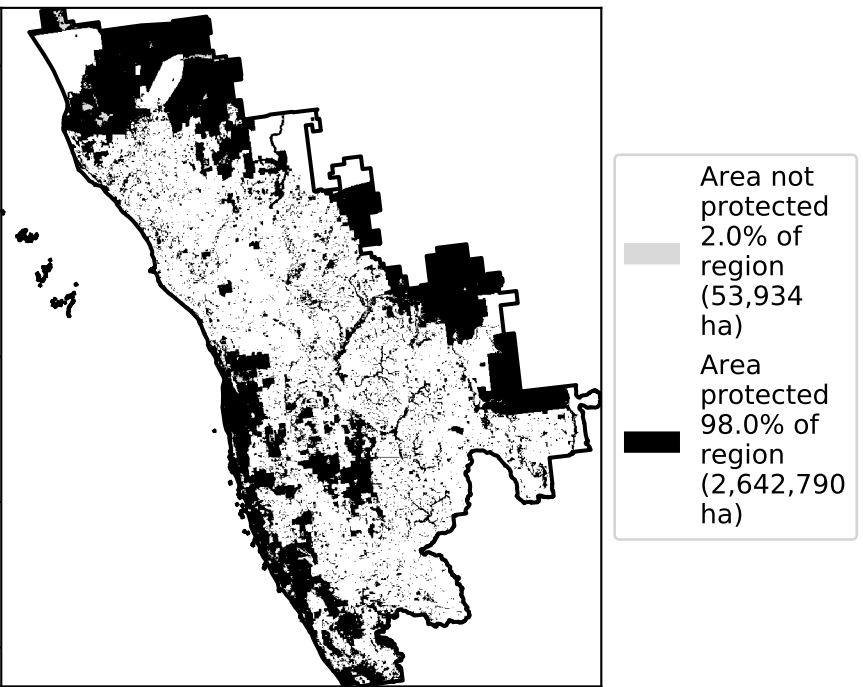 Area not
protected
2.0% of
region
(53,934
ha)
Area
protected
98.0% of
region
(2,642,790
ha)